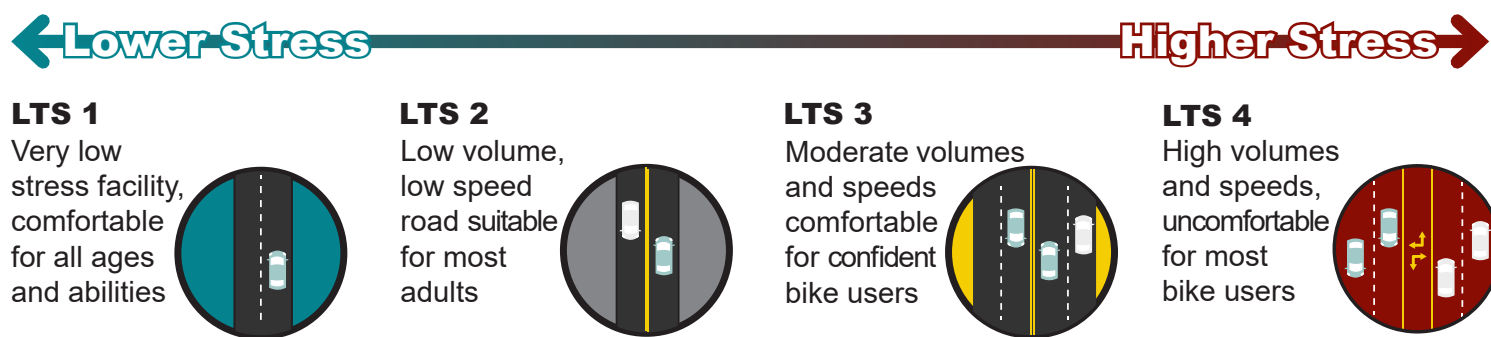 Lower Stress
Higher Stress
LTS 1
Very low
stress facility,
comfortable
for all ages
and abilities
LTS 2
Low volume,
low speed
road suitable
for most
adults
LTS 3
Moderate volumes
and speeds
comfortable
for confident
bike users
LTS 4
High volumes
and speeds,
uncomfortable
for most
bike users